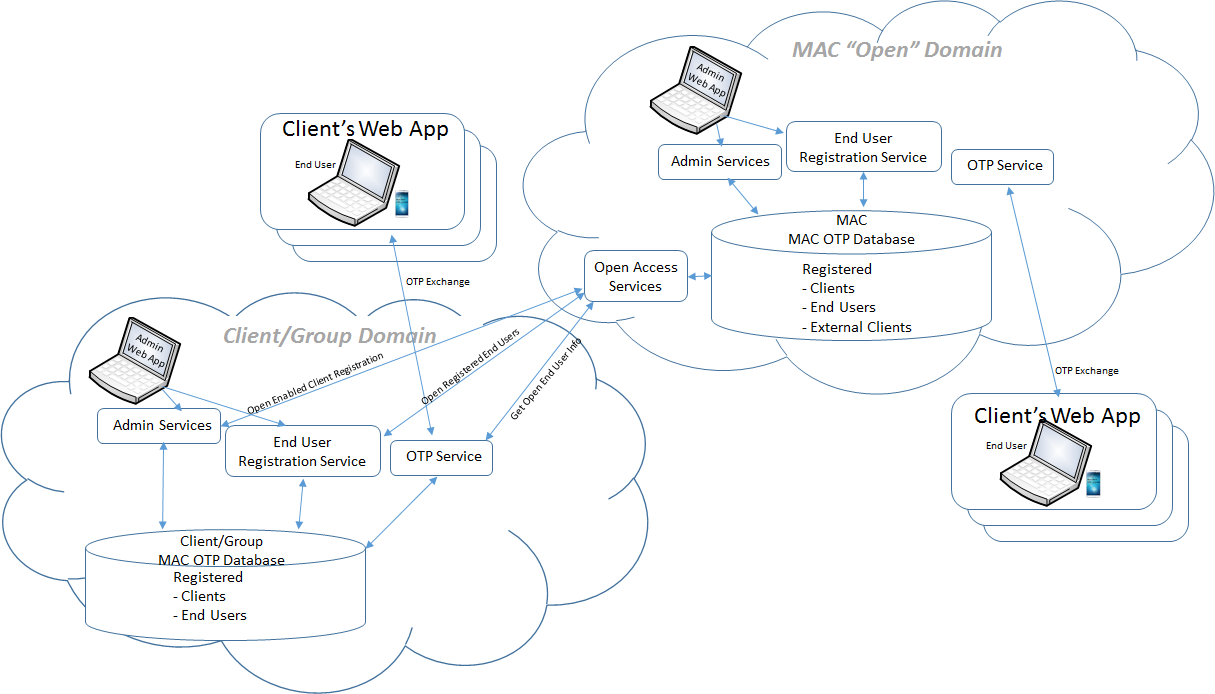 MAC “Open” Domain
Admin
Web App
Admin Services
End User
Registration Service
OTP Service
MAC
MAC OTP Database
Registered
- Clients
- End Users
- External Clients
Open Access
Services
OTP Exchange
Client’s Web App
End User
Client’s Web App
End User
OTP Exchange
Client/Group Domain
Open Enabled Client Registration
Open Registered End Users
Get Open End User Info
Admin
Web App
Admin Services
End User
Registration Service
OTP Service
Client/Group
MAC OTP Database
Registered
- Clients
- End Users